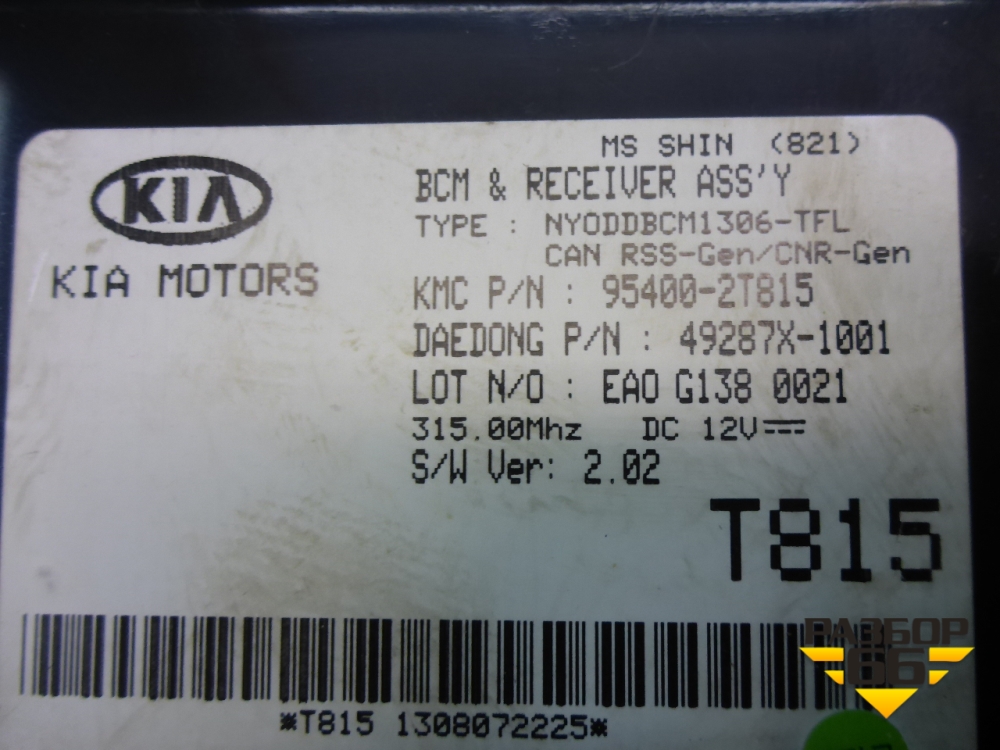 MS SHIN (821)
KIA
BCM & RECEIVER ASS'Y
TYPE : NYODDBCM1306-TFL
CAN RSS-Gen/CNR-Gen
KIA MOTORS
KMC P/N : 95400-2T815
DAEDONG P/N : 49287X-1001
LOT N/O : EAO G138 0021
315.00Mhz DC 12V
S/W Ver: 2.02
T815
РАЗБОР
66
*T815 1308072225*